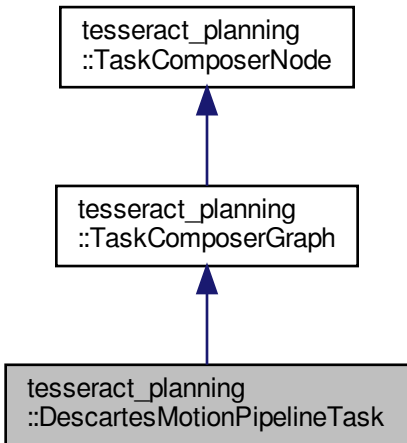 tesseract_planning
::TaskComposerNode
tesseract_planning
::TaskComposerGraph
tesseract_planning
::DescartesMotionPipelineTask